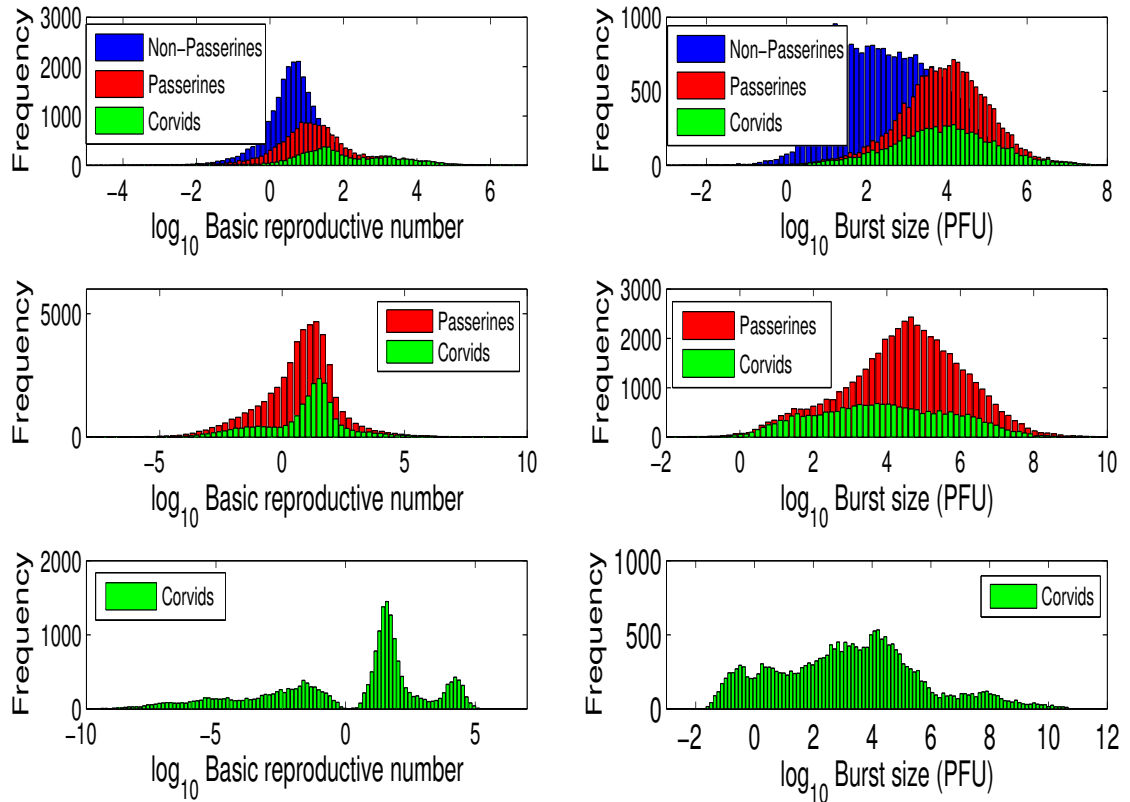 3000
2000
1000
0
Frequency
Non-Passerines
Passerines
Corvids
−4 −2 0 2 4 6
log10 Basic reproductive number
1000
500
0
Frequency
Non-Passerines
Passerines
Corvids
−2 0 2 4 6 8
log10 Burst size (PFU)
5000
0
Frequency
Passerines
Corvids
−5 0 5 10
log10 Basic reproductive number
3000
2000
1000
0
Frequency
Passerines
Corvids
−2 0 2 4 6 8 10
log10 Burst size (PFU)
2000
1000
0
Frequency
Corvids
−10 −5 0 5
log10 Basic reproductive number
1000
500
0
Frequency
Corvids
−2 0 2 4 6 8 10 12
log10 Burst size (PFU)